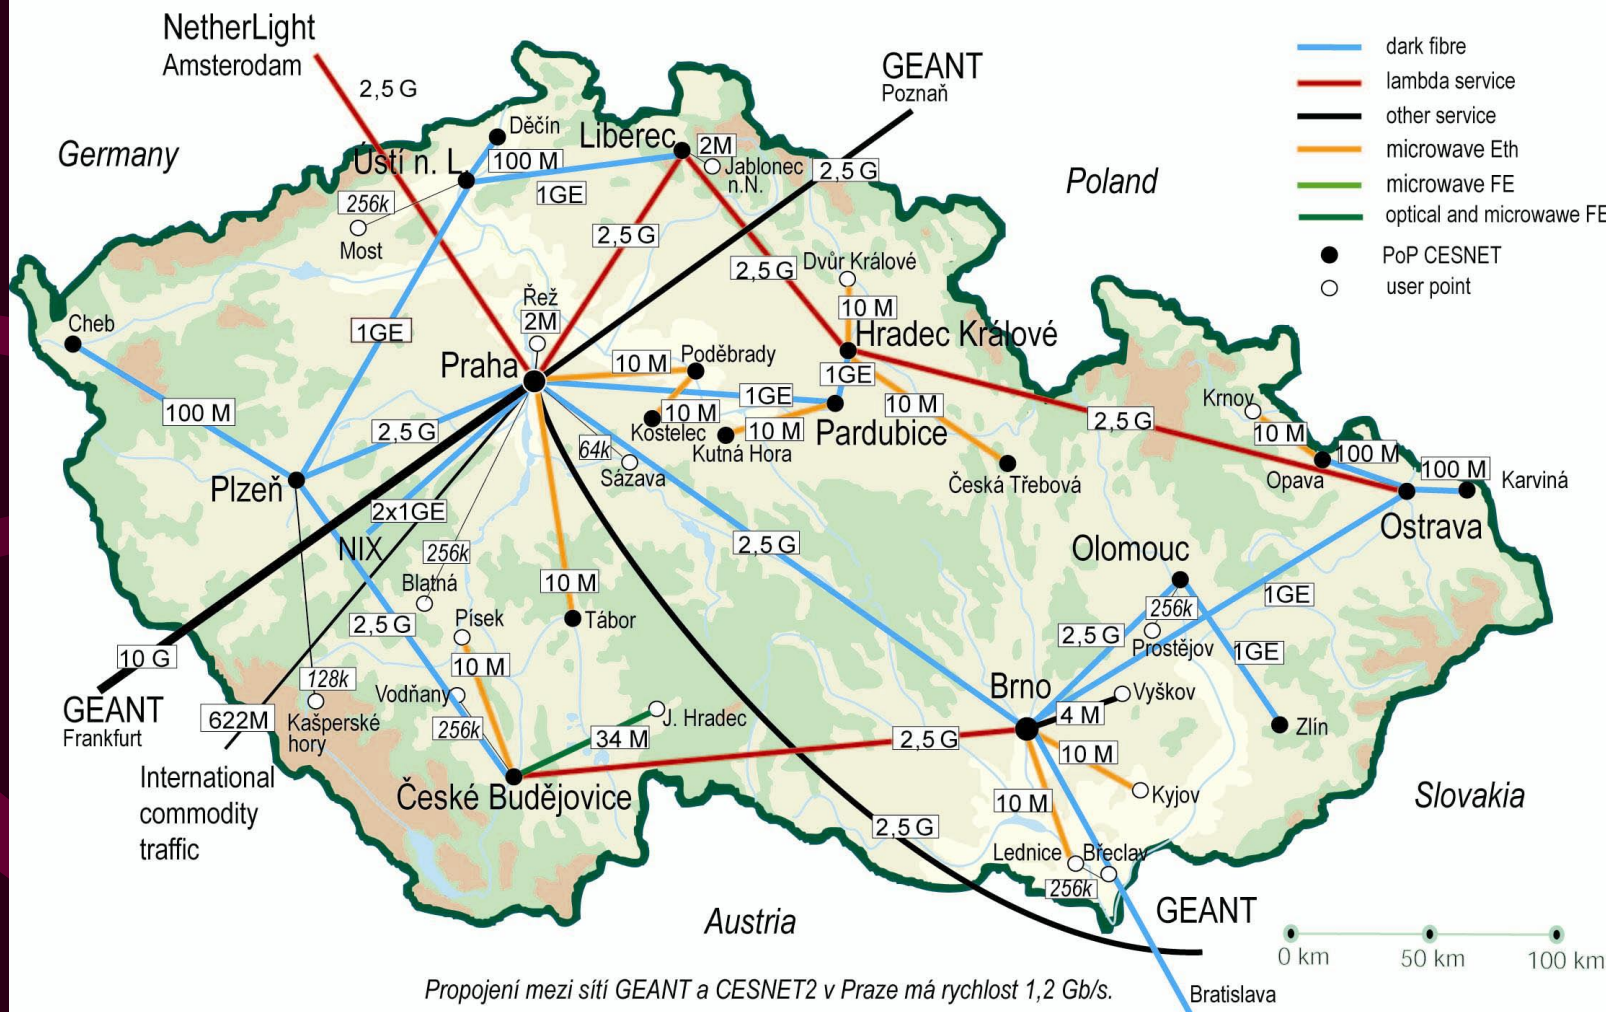 NetherLight
Amsterodam
2,5 G
GEANT
Poznaň
dark fibre
lambda service
other service
microwave Eth
microwave FE
optical and microwawe FE
PoP CESNET
user point
Germany
Poland
Děčín
Liberec
2M
Jablonec
n.N.
2,5 G
Ústí n. L.
100 M
1GE
256k
Most
2,5 G
2,5 G
Dvůr Králové
10 M
Řež
2M
Cheb
1GE
Praha
10 M
Poděbrady
Hradec Králové
1GE
1GE
10 M
Krnov
10 M
100 M
100 M
Karviná
Opava
Ostrava
2,5 G
100 M
2,5 G
10 M
Kostelec
10 M
Kutná Hora
Pardubice
64k
Sázava
Česká Třebová
Plzeň
2x1GE
NIX
256k
Blatná
2,5 G
Olomouc
256k
Prostějov
1GE
2,5 G
1GE
10 M
Tábor
Písek
2,5 G
10 M
10 G
GEANT
Frankfurt
128k
Kašperské
hory
622M
International
commodity
traffic
Vodňany
256k
34 M
J. Hradec
České Budějovice
2,5 G
Brno
4 M
Vyškov
Zlín
10 M
Kyjov
10 M
Lednice
Břeclav
256k
2,5 G
Slovakia
Austria
GEANT
0 km
50 km
100 km
Bratislava
Propojení mezi sítí GEANT a CESNET2 v Praze má rychlost 1,2 Gb/s.